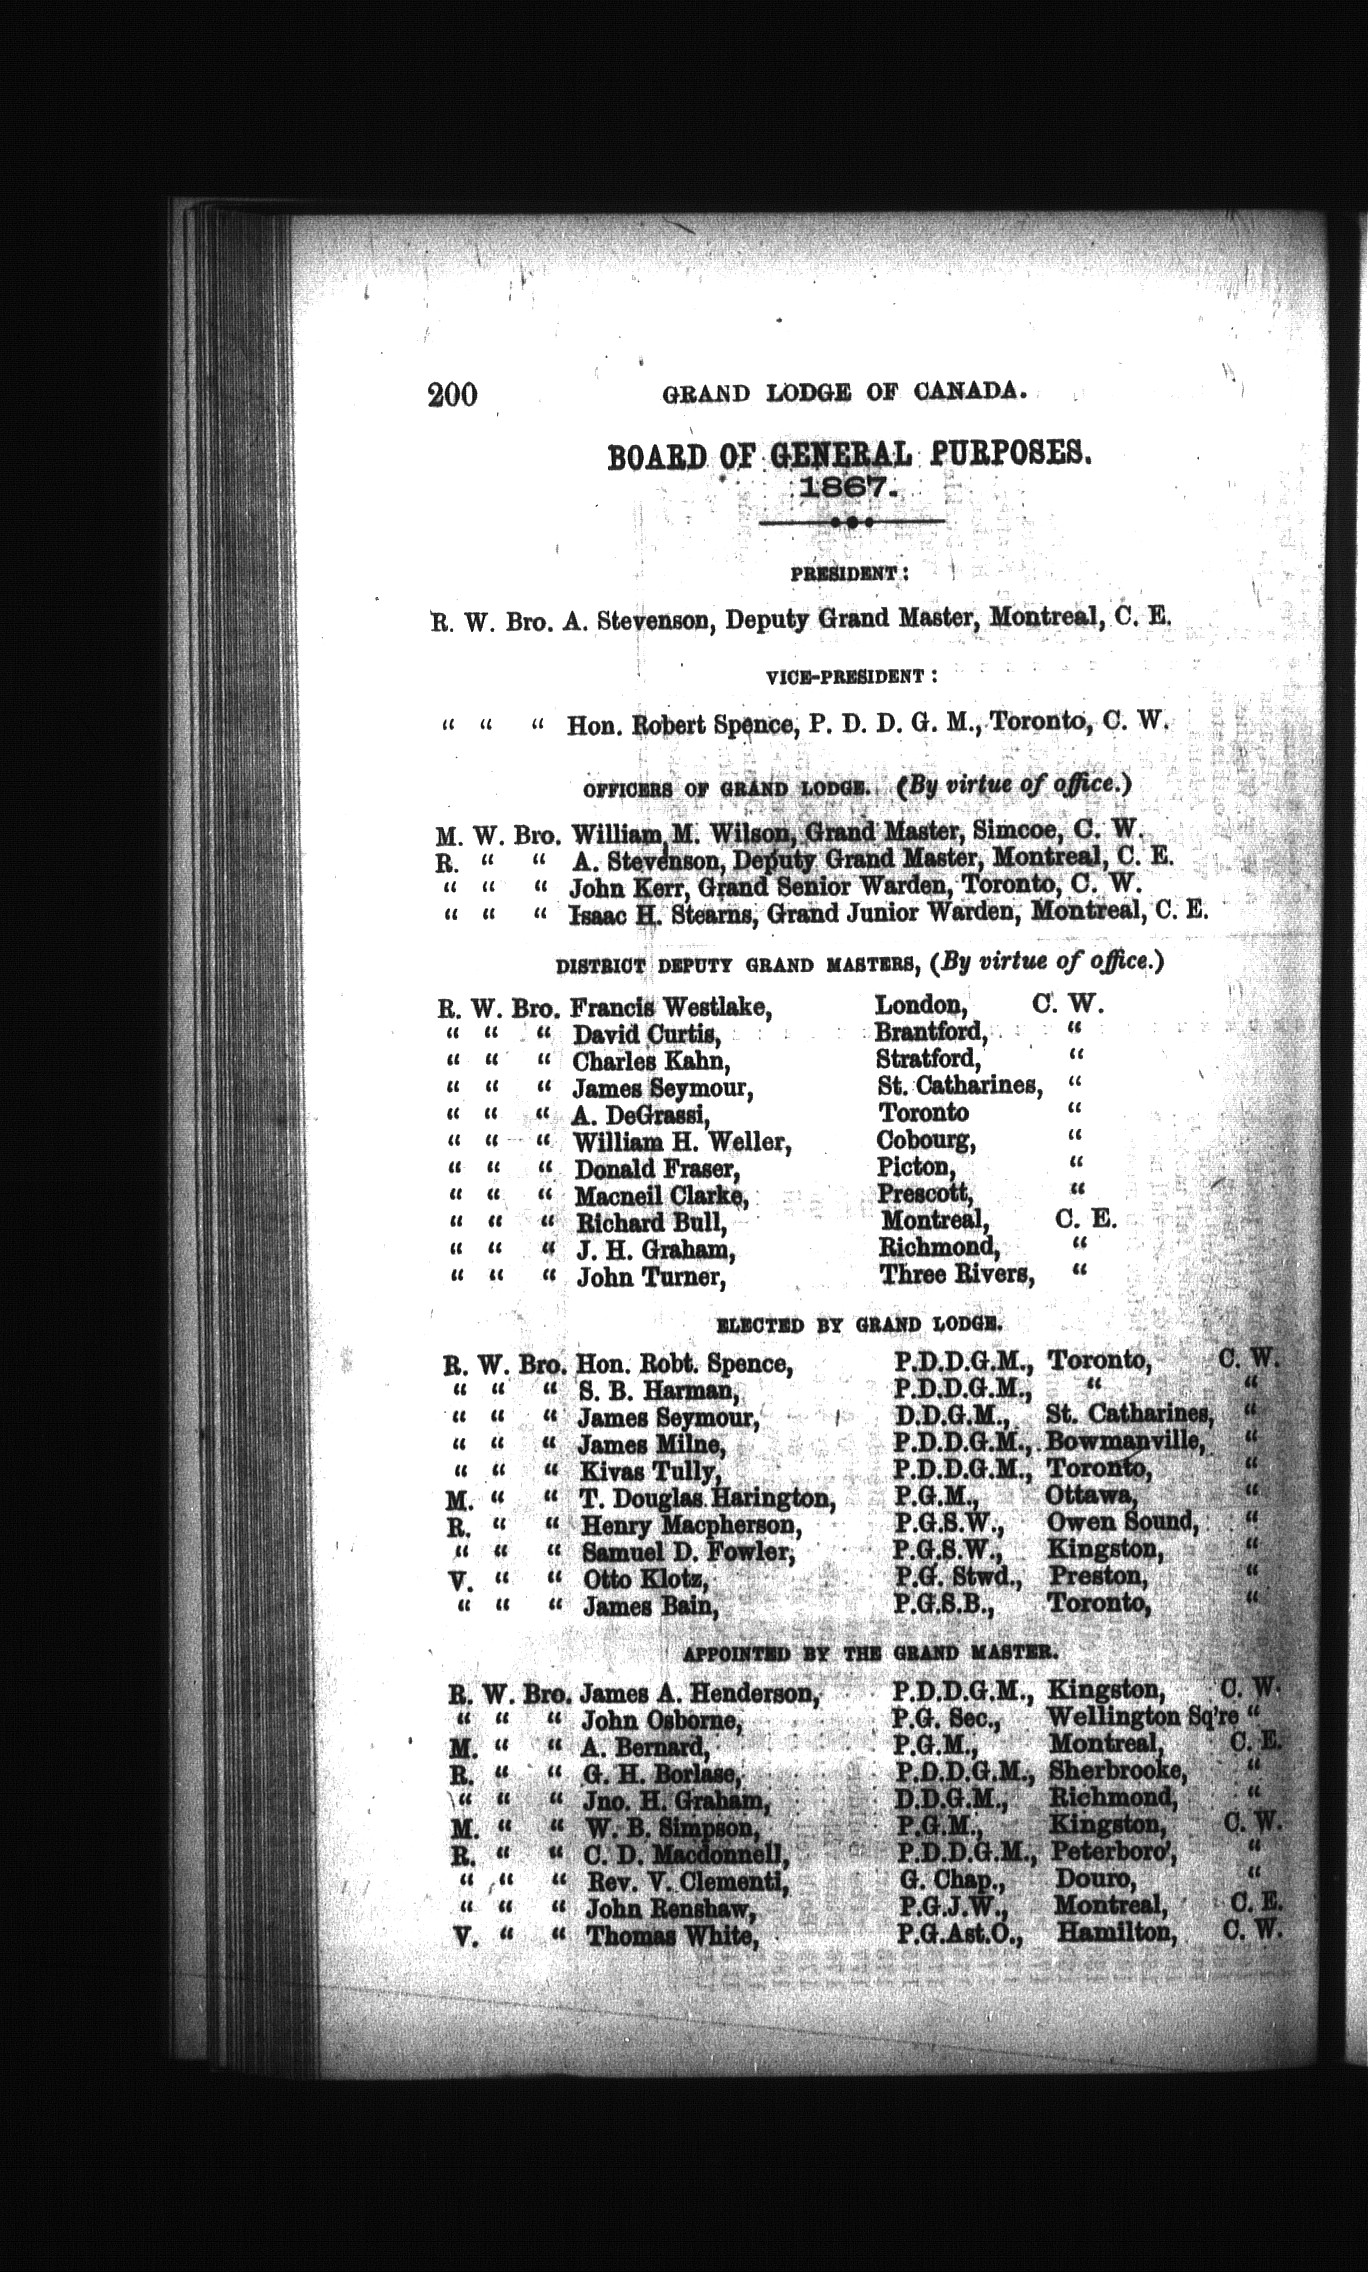 200 GRAND LODGE OF CANADA.
BOARD OF GENERAL PURPOSES.
1867.
PRESIDENT:
R. W. Bro. A. Stevenson, Deputy Grand Master, Montreal, C. E.
VICE-PRESIDENT:
“ “ “ Hon. Robert Spence, P. D. D. G. M., Toronto, C. W.
OFFICERS OF GRAND LODGE. (By virtue of office.)
M. W. Bro. William M. Wilson, Grand Master, Simcoe, C. W.
R. “ “ A. Stevenson, Deputy Grand Master, Montreal, C. E.
“ “ “ John Kerr, Grand Senior Warden, Toronto, C. W.
“ “ “ Isaac H. Stearns, Grand Junior Warden, Montreal, C. E.
DISTRICT DEPUTY GRAND MASTERS, (By virtue of office.)
R. W. Bro. Francis Westlake, London, C. W.
“ “ “ David Curtis, Brantford, “
“ “ “ Charles Kahn, Stratford, “
“ “ “ James Seymour, St. Catharines, “
“ “ “ A. DeGrassi, Toronto “
“ “ “ William H. Weller, Cobourg, “
“ “ “ Donald Fraser, Picton, “
“ “ “ Macneil Clarke, Prescott, “
“ “ “ Richard Bull, Montreal, C. E.
“ “ “ J. H. Graham, Richmond, “
“ “ “ John Turner, Three Rivers, “
ELECTED BY GRAND LODGE.
R. W. Bro. Hon. Robt. Spence, P.D.D.G.M., Toronto, C. W.
“ “ “ S. B. Harman, P.D.D.G.M., “ “
“ “ “ James Seymour, D.D.G.M., St. Catharines, “
“ “ “ James Milne, P.D.D.G.M., Bowmanville, “
“ “ “ Kivas Tully, P.D.D.G.M., Toronto, “
M. “ “ T. Douglas Harington, P.G.M., Ottawa, “
R. “ “ Henry Macpherson, P.G.S.W., Owen Sound, “
“ “ “ Samuel D. Fowler, P.G.S.W., Kingston, “
V. “ “ Otto Klotz, P.G. Stwd., Preston, “
“ “ “ James Bain, P.G.S.B., Toronto, “
APPOINTED BY THE GRAND MASTER.
R. W. Bro. James A. Henderson, P.D.D.G.M., Kingston, C. W.
“ “ “ John Osborne, P.G. Sec., Wellington Sq’re “
M. “ “ A. Bernard, P.G.M., Montreal, C. E.
R. “ “ G. H. Borlase, P.D.D.G.M., Sherbrooke, “
“ “ “ Jno. H. Graham, D.D.G.M., Richmond, “
M. “ “ W. B. Simpson, P.G.M., Kingston, C. W.
R. “ “ C. D. Macdonnell, P.D.D.G.M., Peterboro’, “
“ “ “ Rev. V. Clementi, G. Chap., Douro, “
“ “ “ John Renshaw, P.G.J.W., Montreal, C. E.
V. “ “ Thomas White, P.G.Ast.O., Hamilton, C. W.